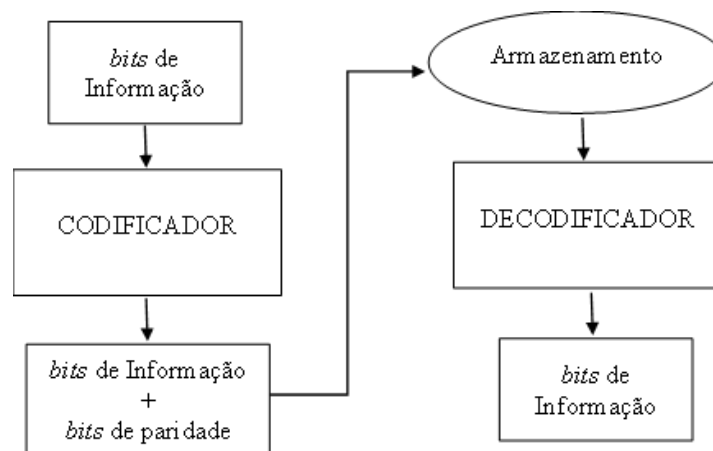 bits de
Informação
CODIFICADOR
bits de Informação
+
bits de paridade
Armazenamento
DECODIFICADOR
bits de
Informação